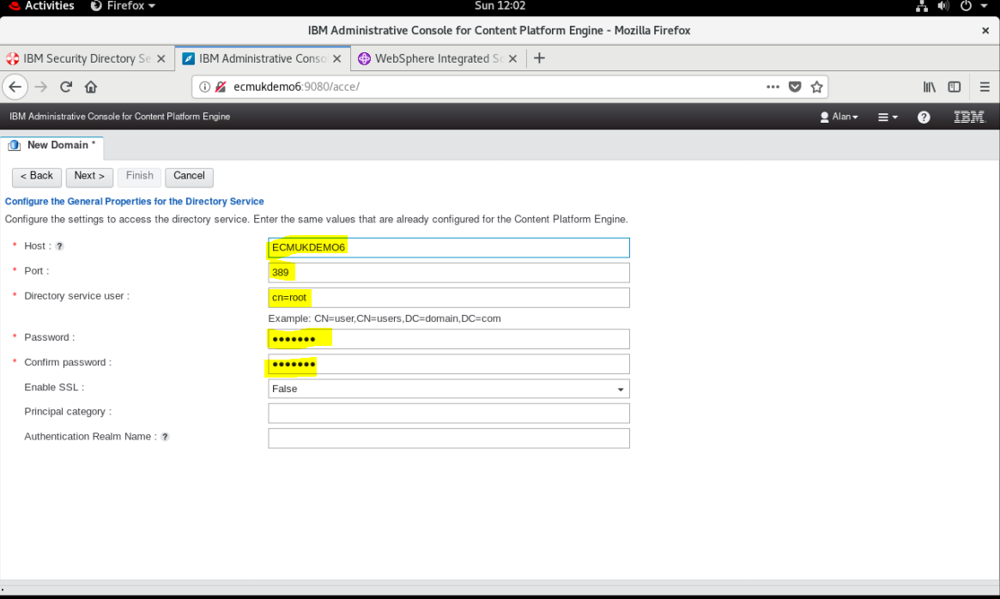 Activities Firefox Sun 12:02
IBM Administrative Console for Content Platform Engine - Mozilla Firefox
IBM Security Directory Se IBM Administrative Conso WebSphere Integrated So
ecmukdemo6:9080/acce/
IBM Administrative Console for Content Platform Engine Alan ? IBM
New Domain *
< Back Next > Finish Cancel
Configure the General Properties for the Directory Service
Configure the settings to access the directory service. Enter the same values that are already configured for the Content Platform Engine.
* Host : ? ECMUKDEMO6
* Port : 389
* Directory service user : cn=root
Example: CN=user,CN=users,DC=domain,DC=com
* Password : •••••••
* Confirm password : •••••••
Enable SSL : False
Principal category :
Authentication Realm Name : ?